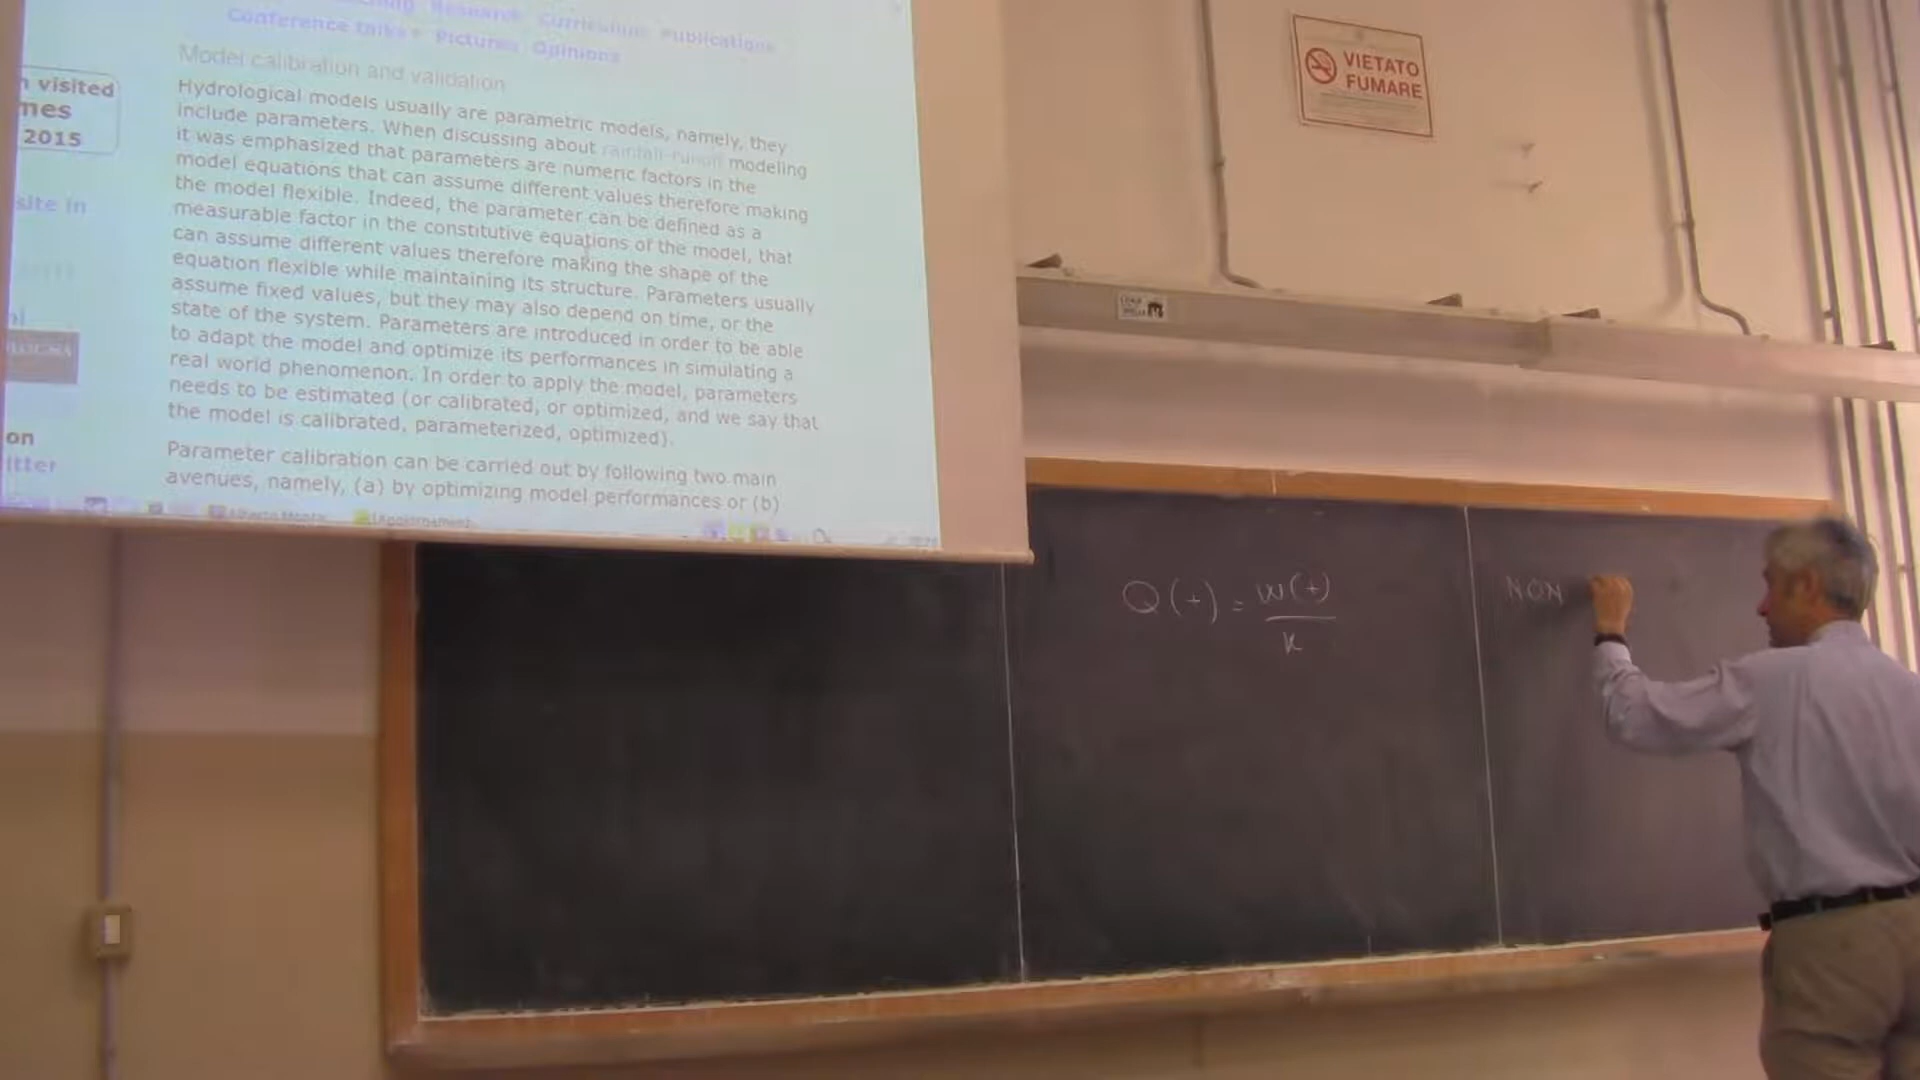 Research Curriculum Publications
Conference talks Pictures Opinions
Model calibration and validation
Hydrological models usually are parametric models, namely, they
include parameters. When discussing about rainfall-runoff modeling
it was emphasized that parameters are numeric factors in the
model equations that can assume different values therefore making
the model flexible. Indeed, the parameter can be defined as a
measurable factor in the constitutive equations of the model, that
can assume different values therefore making the shape of the
equation flexible while maintaining its structure. Parameters usually
assume fixed values, but they may also depend on time, or the
state of the system. Parameters are introduced in order to be able
to adapt the model and optimize its performances in simulating a
real world phenomenon. In order to apply the model, parameters
needs to be estimated (or calibrated, or optimized, and we say that
the model is calibrated, parameterized, optimized).
Parameter calibration can be carried out by following two main
avenues, namely, (a) by optimizing model performances or (b)
visited
2015
site in
on
VIETATO
FUMARE
Q(t) = W(t)
k
NON